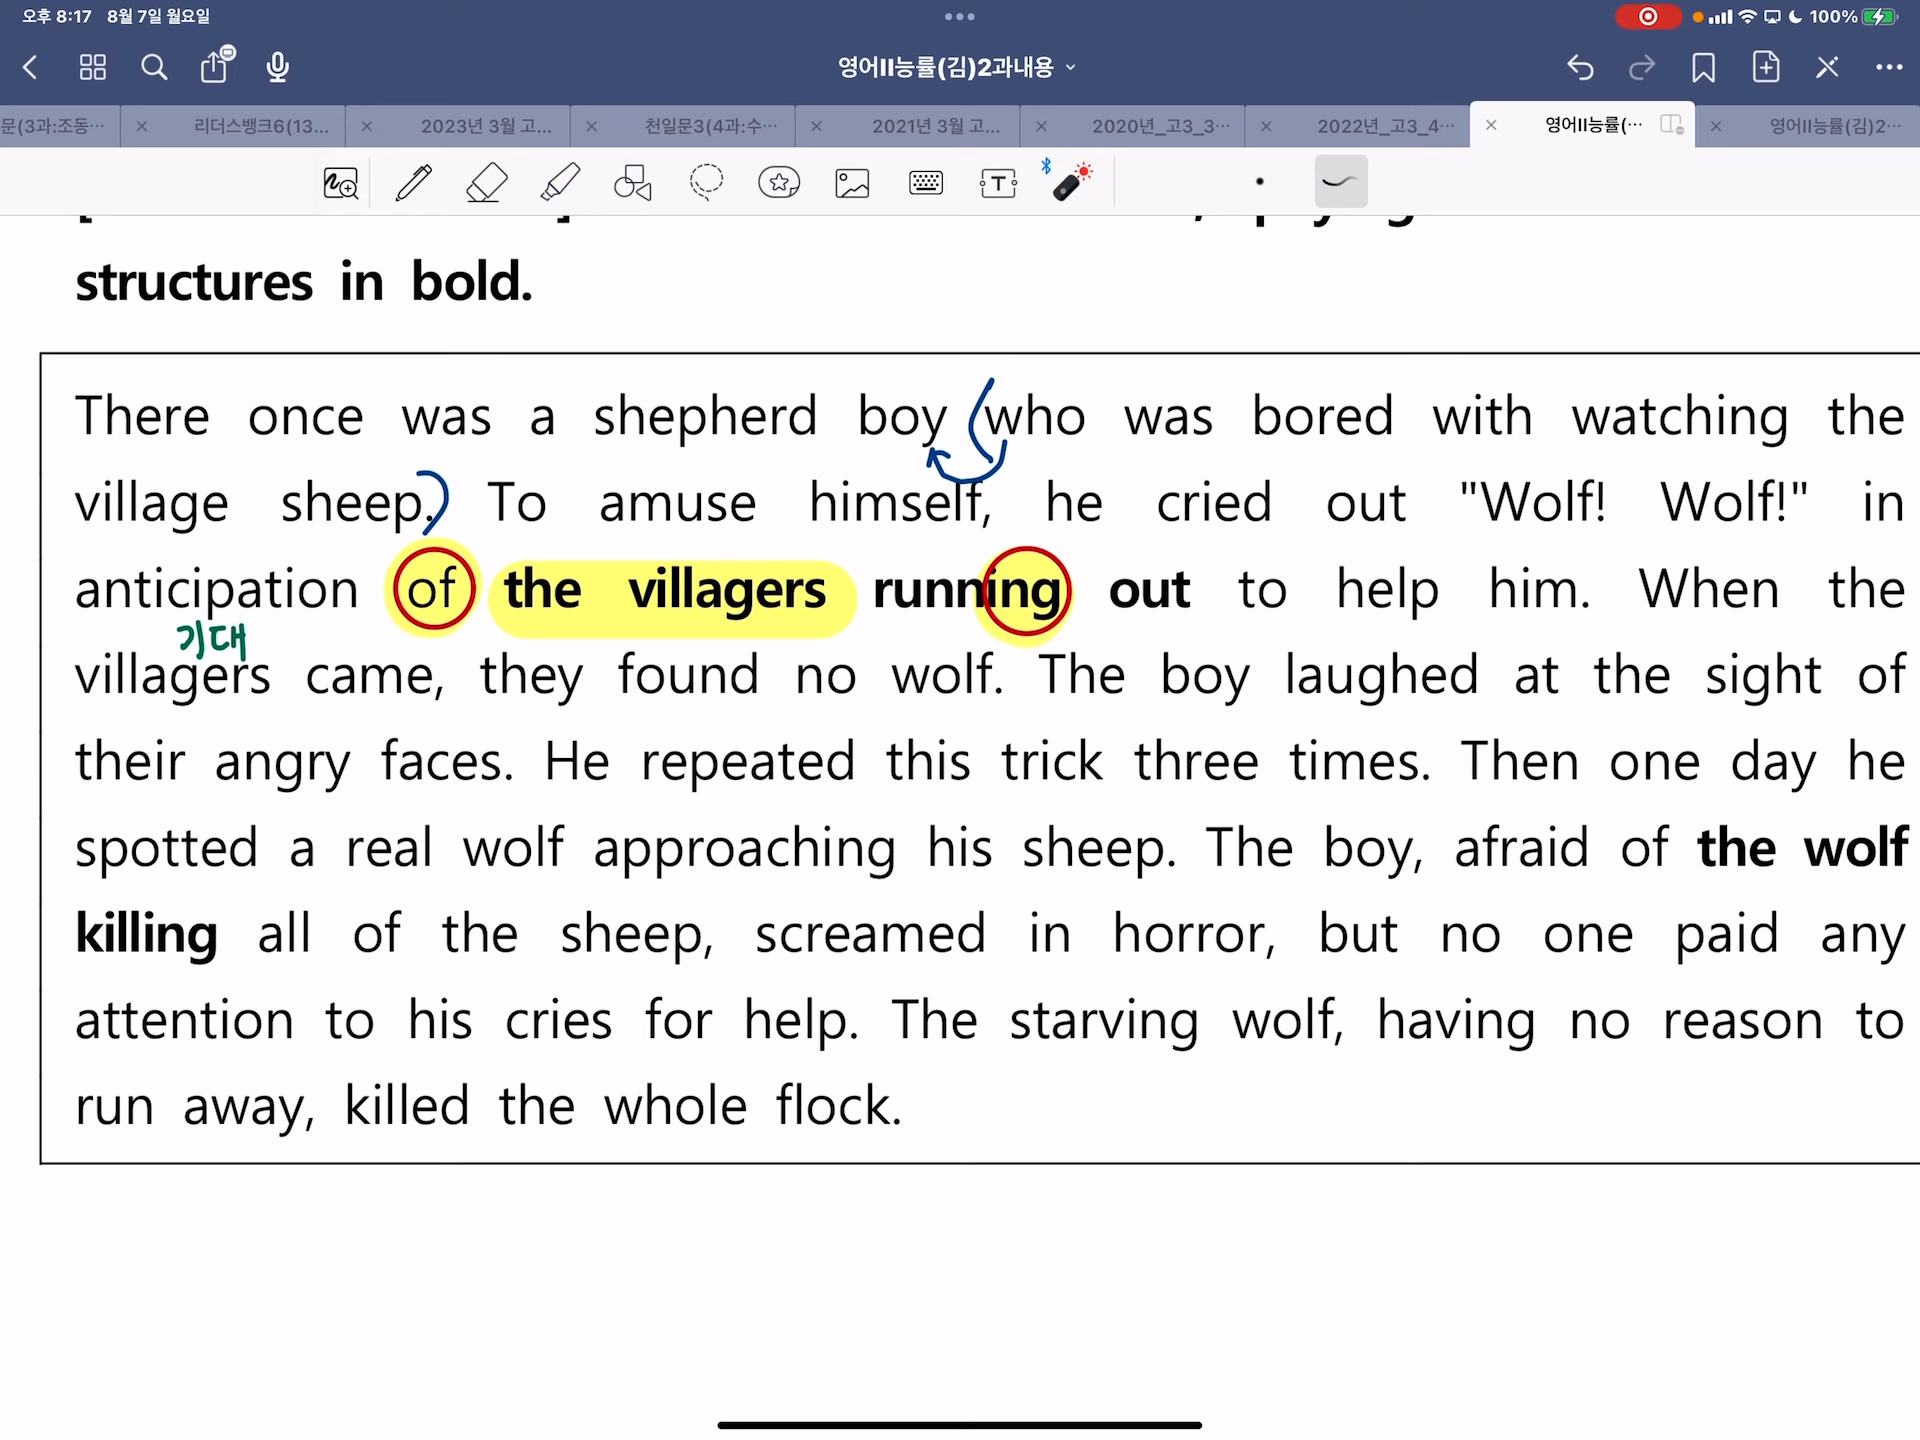 오후 8:17 8월 7일 월요일 100%
영어II능률(김)2과내용
문(3과:조동… 리더스뱅크6(13… 2023년 3월 고… 천일문3(4과:수… 2021년 3월 고… 2020년_고3_3… 2022년_고3_4… 영어II능률(… 영어II능률(김)2…
structures in bold.
There once was a shepherd boy who was bored with watching the
village sheep. To amuse himself, he cried out "Wolf! Wolf!" in
anticipation of the villagers running out to help him. When the
기대
villagers came, they found no wolf. The boy laughed at the sight of
their angry faces. He repeated this trick three times. Then one day he
spotted a real wolf approaching his sheep. The boy, afraid of the wolf
killing all of the sheep, screamed in horror, but no one paid any
attention to his cries for help. The starving wolf, having no reason to
run away, killed the whole flock.